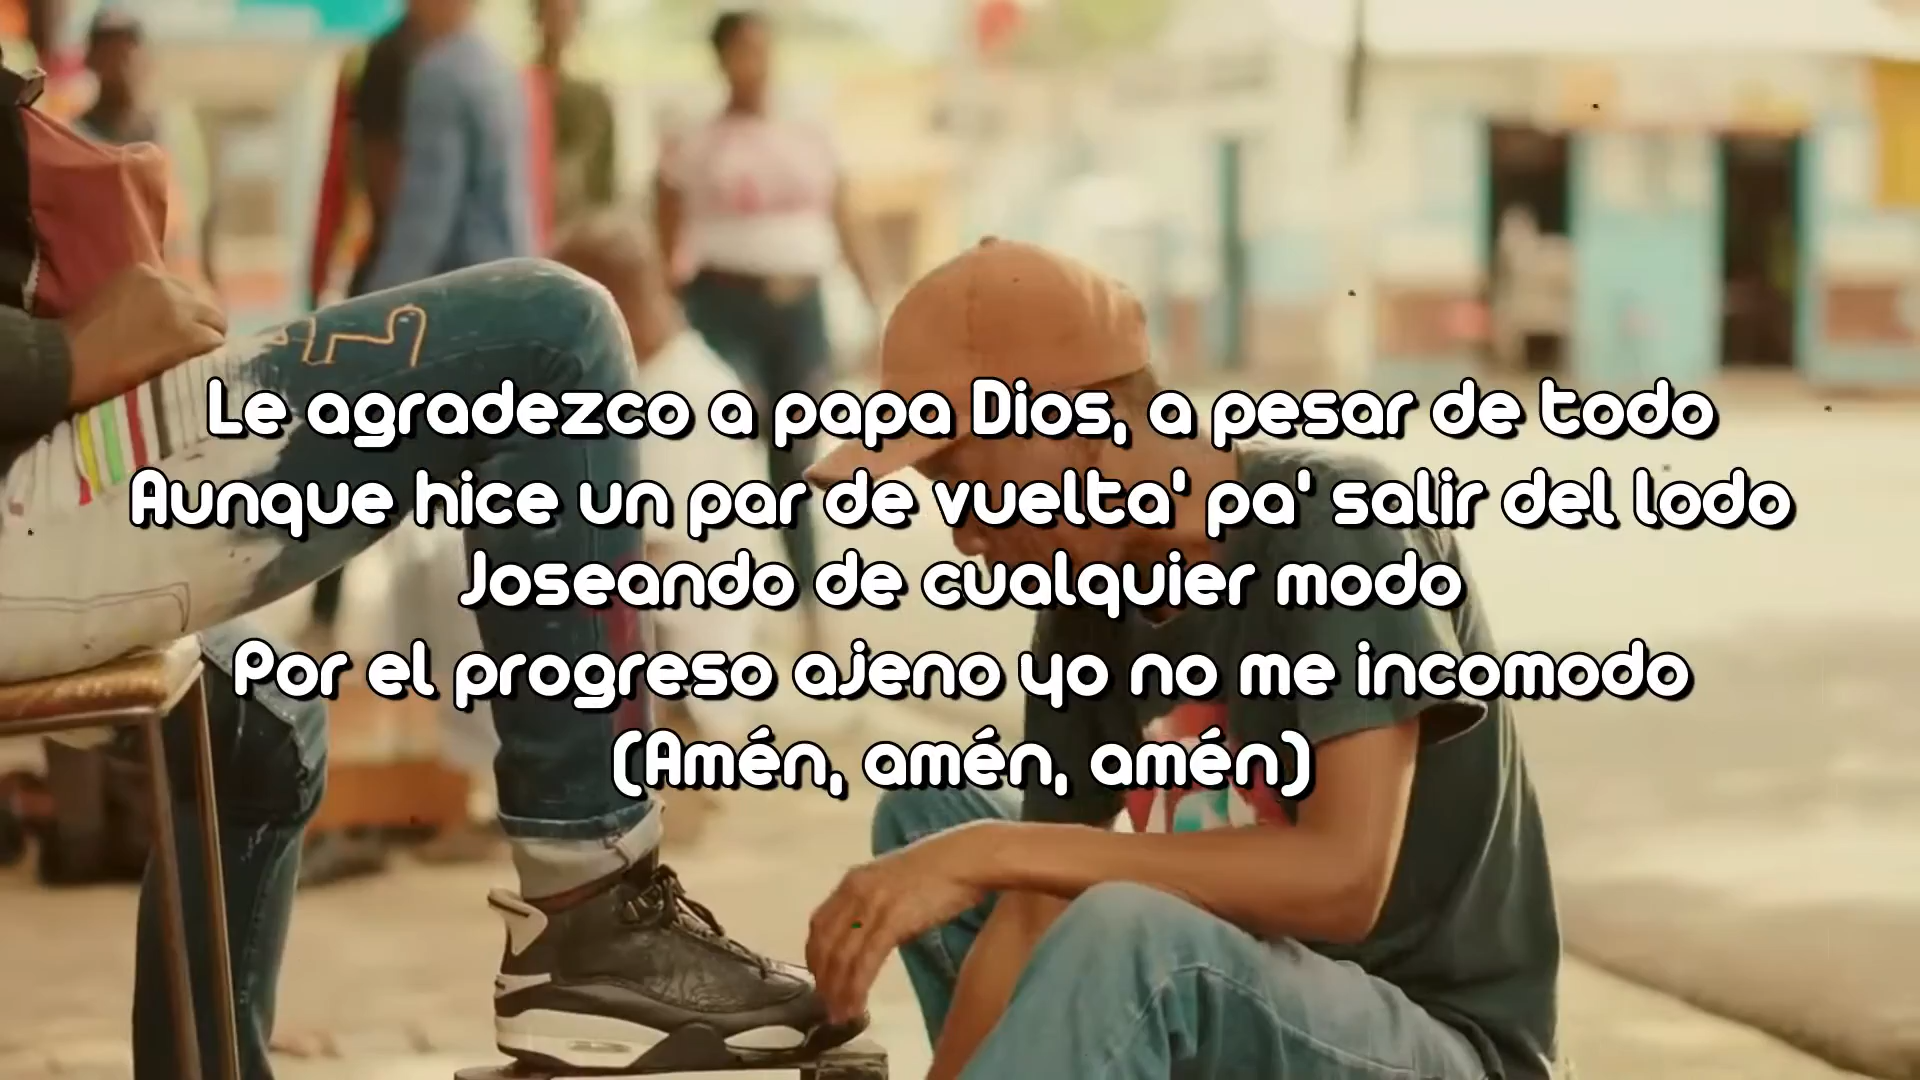 Le agradezco a papa Dios, a pesar de todo
Aunque hice un par de vuelta' pa' salir del lodo
Joseando de cualquier modo
Por el progreso ajeno yo no me incomodo
(Amén, amén, amén)